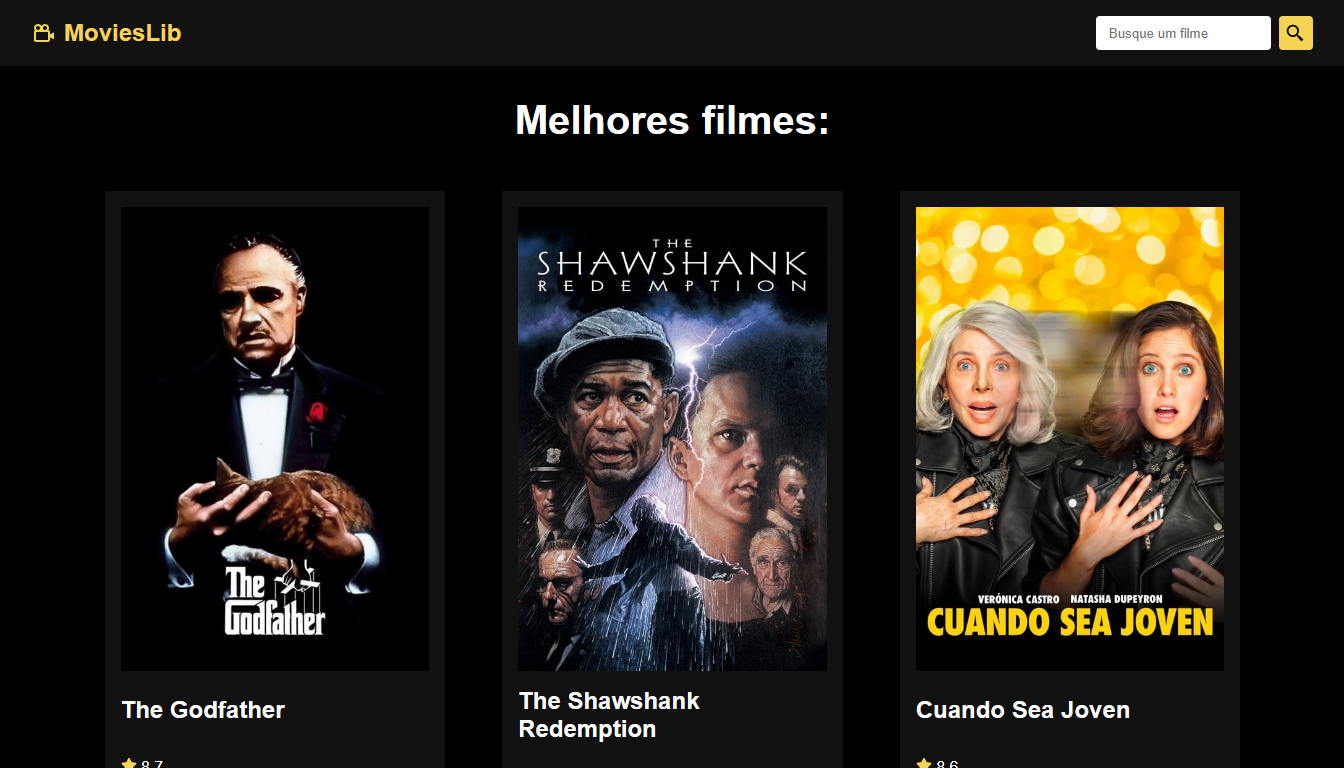 MoviesLib
Busque um filme
Melhores filmes:
The
Godfather
THE
SHAWSHANK
REDEMPTION
VERÓNICA CASTRO NATASHA DUPEYRON
CUANDO SEA JOVEN
The Godfather
The Shawshank
Redemption
Cuando Sea Joven
8.7
8.6